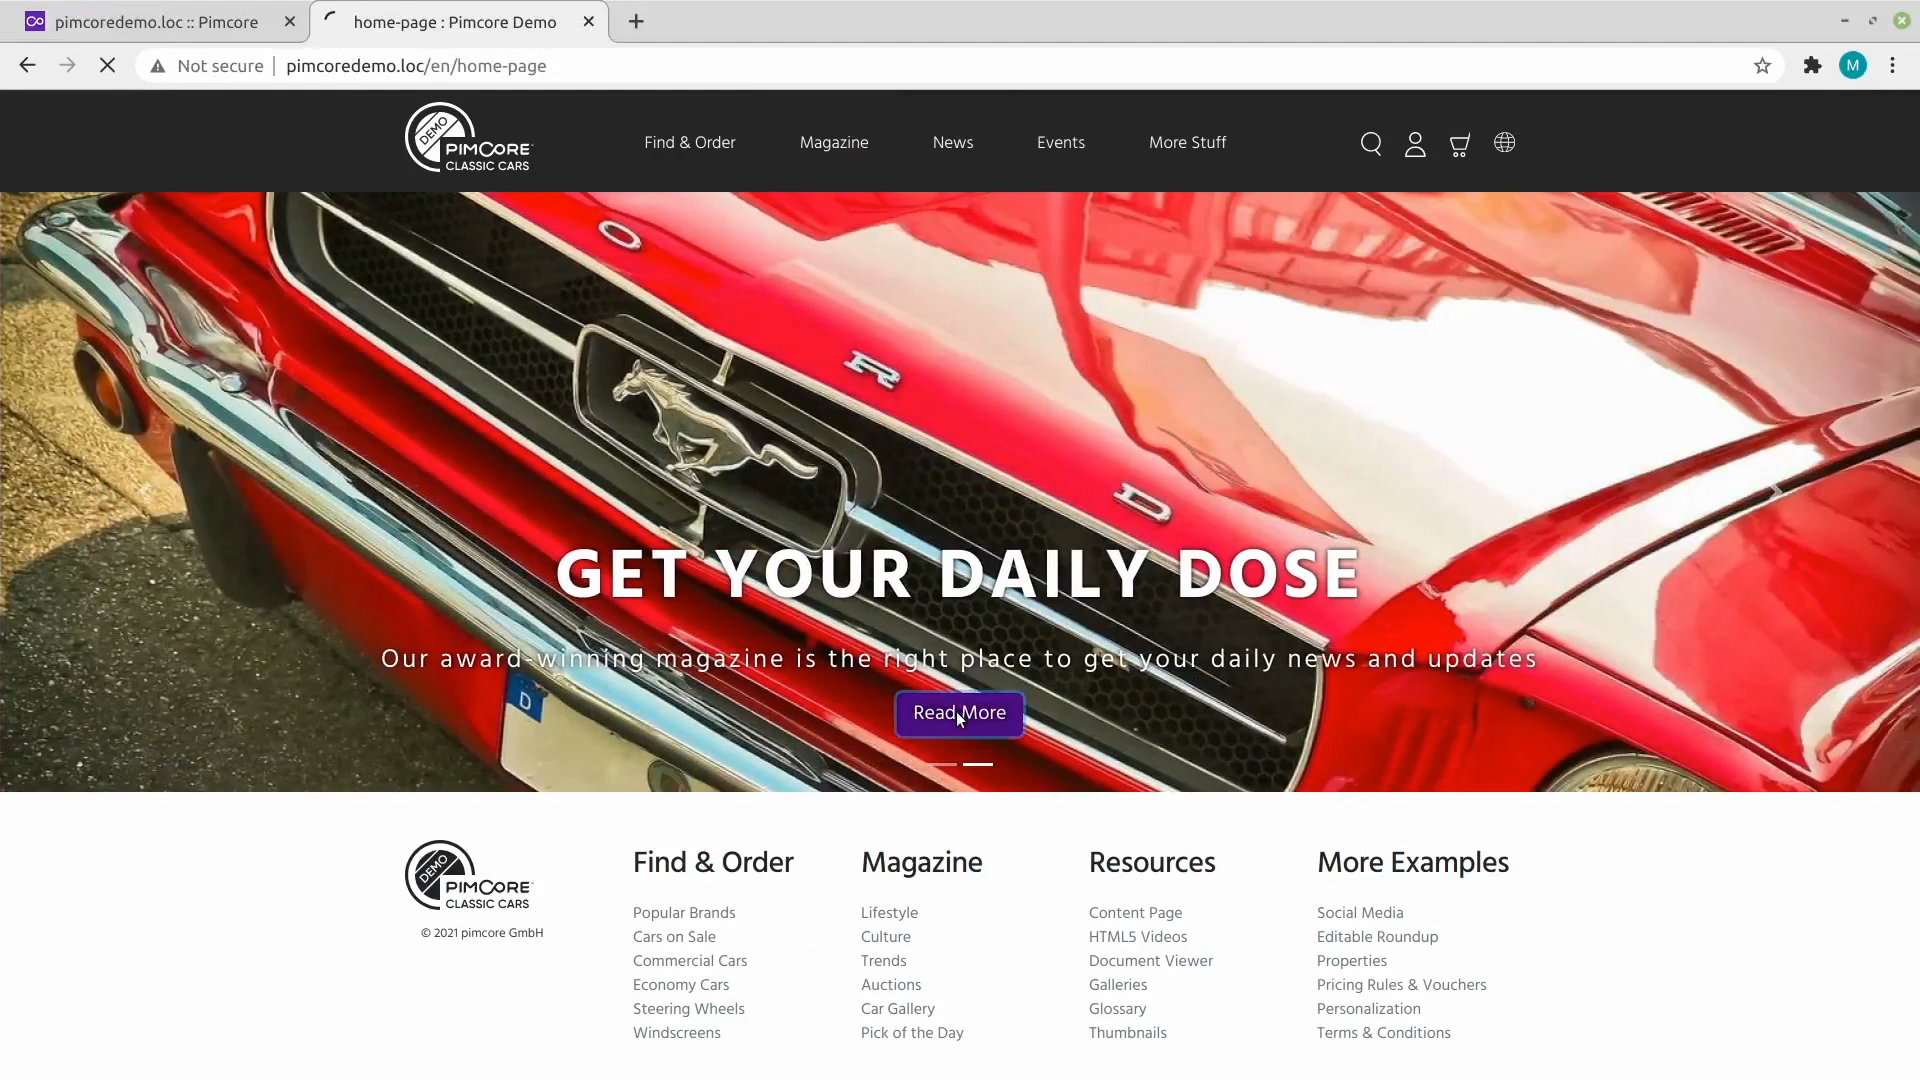 pimcoredemo.loc :: Pimcore
home-page : Pimcore Demo
Not secure
pimcoredemo.loc/en/home-page
M
DEMO
PIMCORE
CLASSIC CARS
Find & Order
Magazine
News
Events
More Stuff
O
R
D
D
GET YOUR DAILY DOSE
Our award-winning magazine is the right place to get your daily news and updates
Read More
DEMO
PIMCORE
CLASSIC CARS
© 2021 pimcore GmbH
Find & Order
Popular Brands
Cars on Sale
Commercial Cars
Economy Cars
Steering Wheels
Windscreens
Magazine
Lifestyle
Culture
Trends
Auctions
Car Gallery
Pick of the Day
Resources
Content Page
HTML5 Videos
Document Viewer
Galleries
Glossary
Thumbnails
More Examples
Social Media
Editable Roundup
Properties
Pricing Rules & Vouchers
Personalization
Terms & Conditions